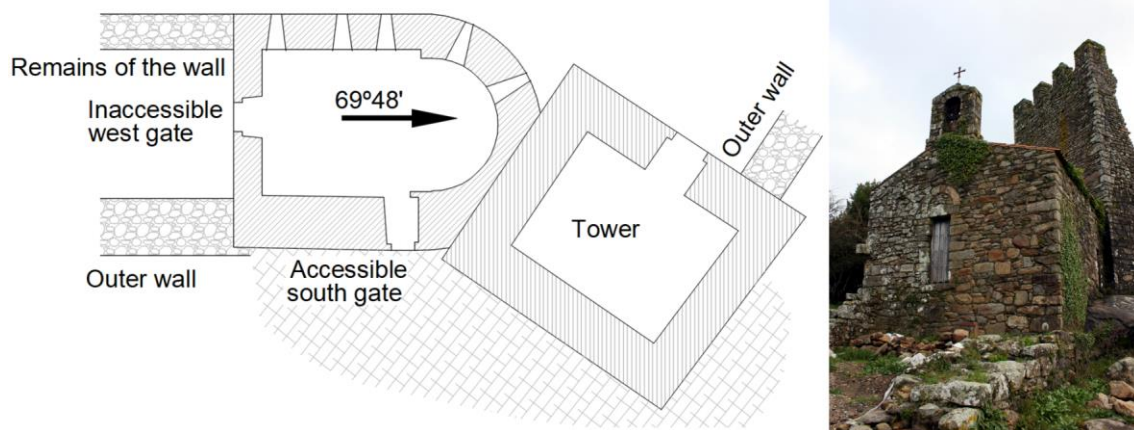 Remains of the wall
Inaccessible
west gate
69º48'
Outer wall
Accessible
south gate
Tower
Outer wall